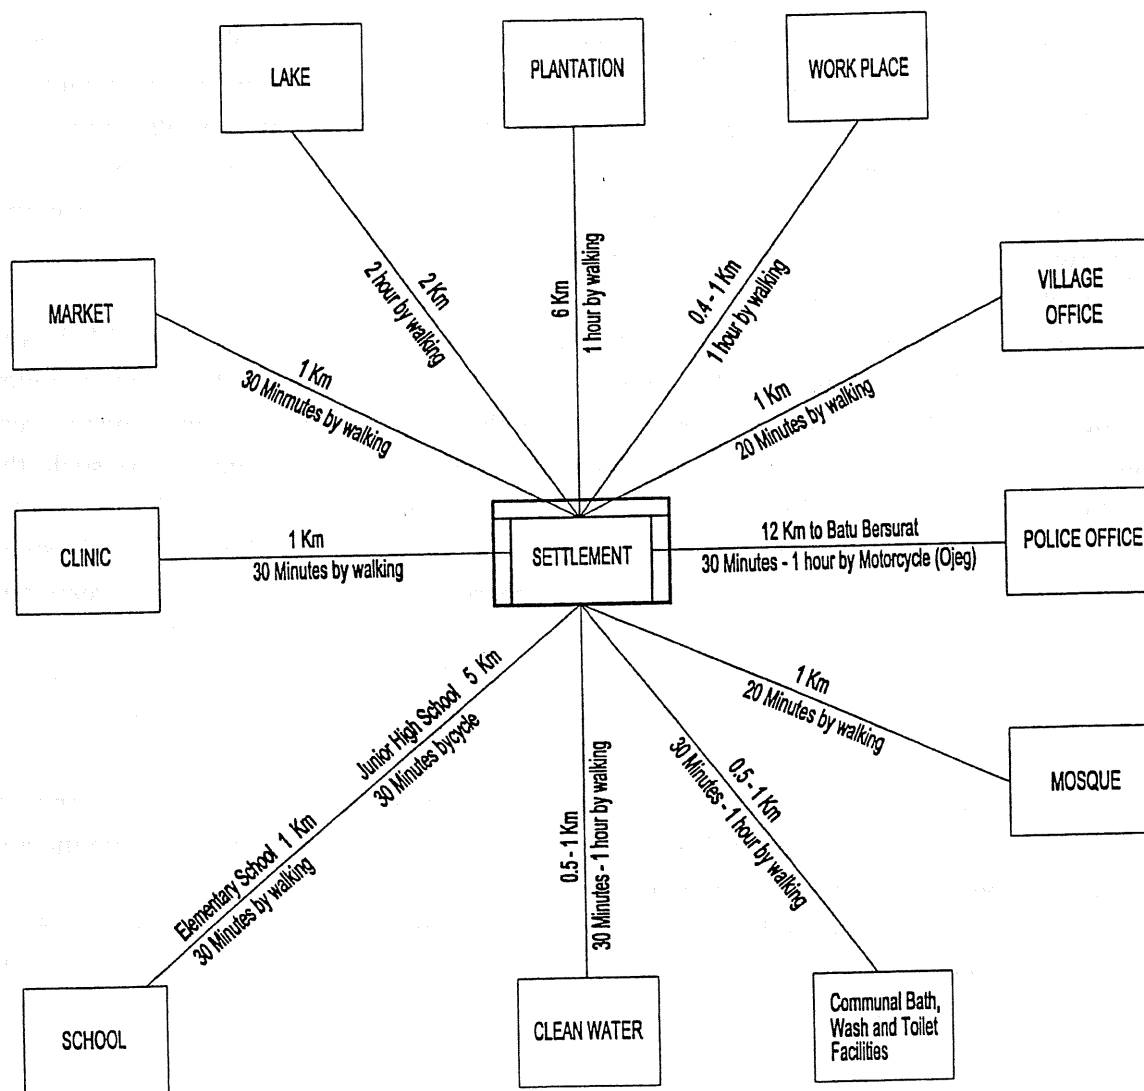 LAKE
PLANTATION
WORK PLACE
2 Km
2 hour by walking
6 Km
1 hour by walking
0.4 - 1 Km
1 hour by walking
MARKET
1 Km
30 Minmutes by walking
VILLAGE
OFFICE
1 Km
20 Minutes by walking
CLINIC
1 Km
30 Minutes by walking
SETTLEMENT
12 Km to Batu Bersurat
30 Minutes - 1 hour by Motorcycle (Ojeg)
POLICE OFFICE
Junior High School 5 Km
30 Minutes bycycle
Elementary School 1 Km
30 Minutes by walking
SCHOOL
0.5 - 1 Km
30 Minutes - 1 hour by walking
CLEAN WATER
0.5 - 1 Km
30 Minutes - 1 hour by walking
Communal Bath,
Wash and Toilet
Facilities
1 Km
20 Minutes by walking
MOSQUE